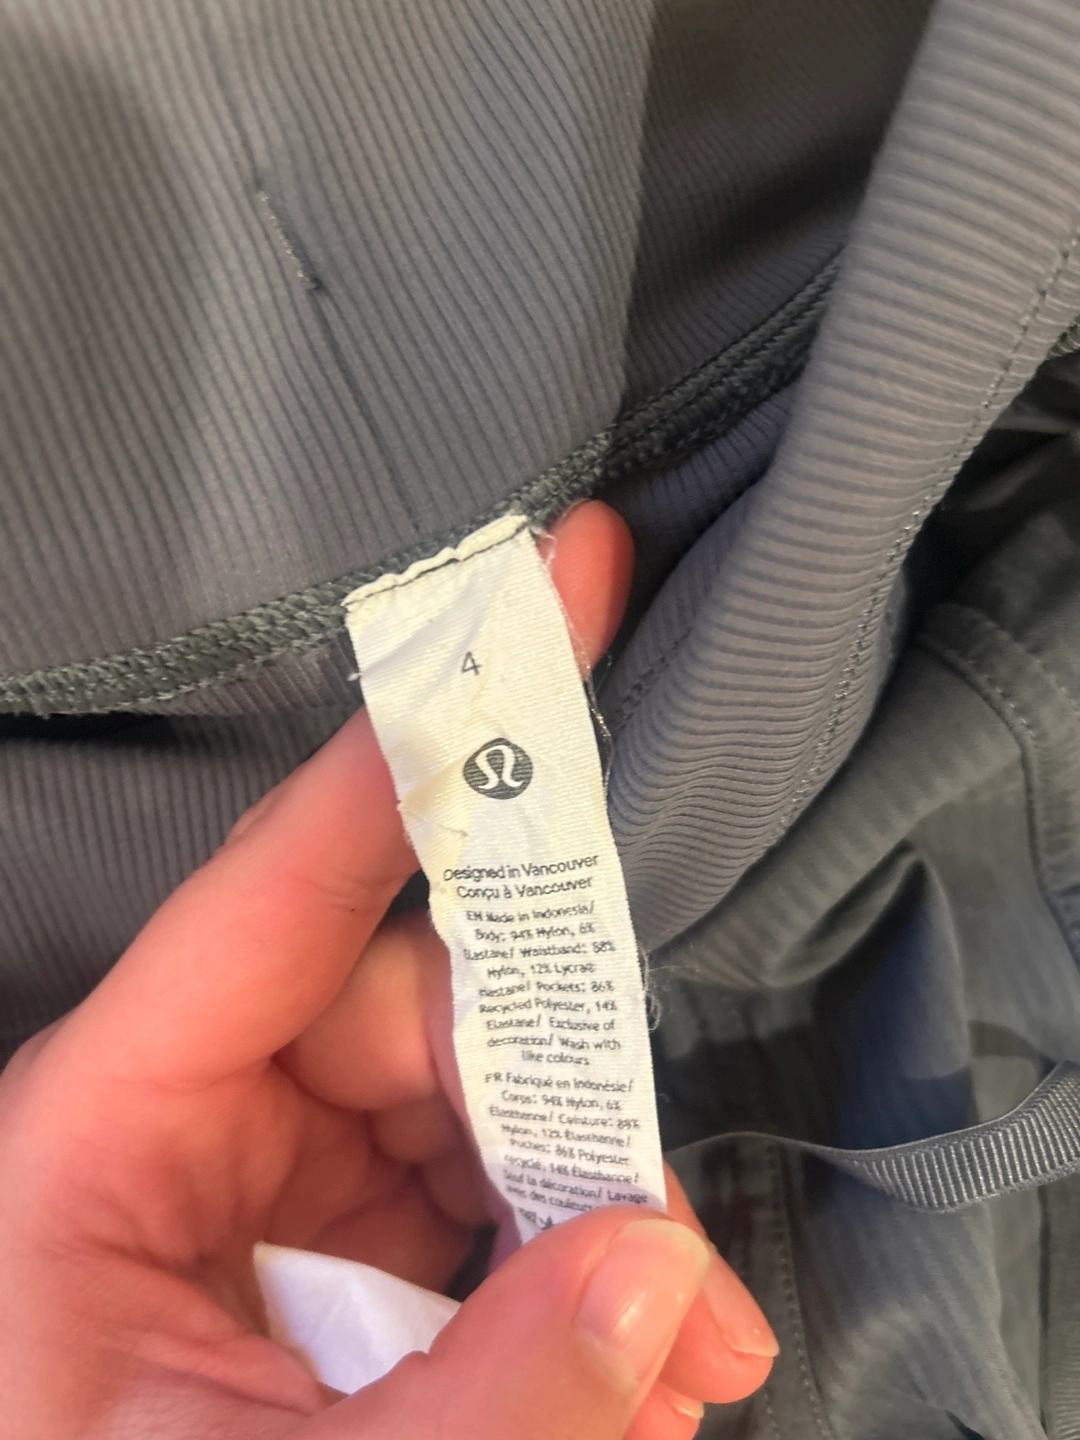 4
Designed in Vancouver
Conçu à Vancouver
EN Made in Indonesia/
Body: 94% Nylon, 6%
Elastane/ Waistband: 88%
Nylon, 12% Lycra®
elastane/ Pockets: 86%
Recycled Polyester, 14%
Elastane/ Exclusive of
decoration/ Wash with
like colours
FR Fabriqué en Indonésie/
Corps: 94% Nylon, 6%
Élasthanne/ Ceinture: 88%
Nylon, 12% Élasthanne/
Poches: 86% Polyester
recyclé, 14% Élasthanne/
Sauf la décoration/ Lavage
avec des couleurs